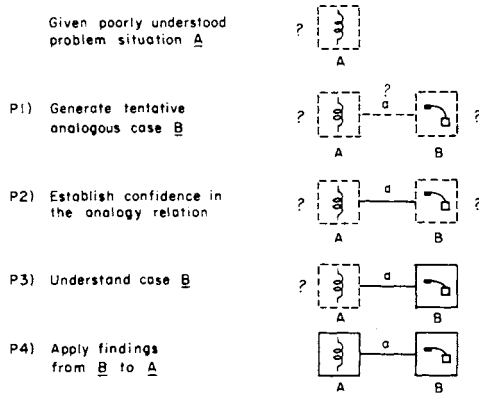 Given poorly understood
problem situation A
?
A
P1) Generate tentative
analogous case B
?
?
a
?
A
B
P2) Establish confidence in
the analogy relation
?
a
?
A
B
P3) Understand case B
?
a
A
B
P4) Apply findings
from B to A
a
A
B